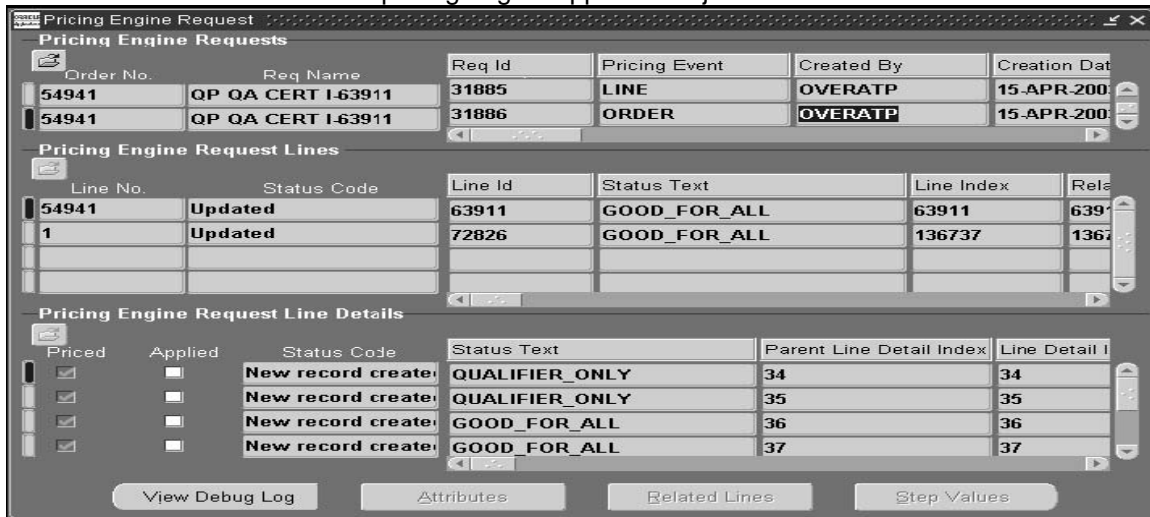 Pricing Engine Request
Pricing Engine Requests
Order No. Req Name Req Id Pricing Event Created By Creation Dat
54941 QP QA CERT I-63911 31885 LINE OVERATP 15-APR-200
54941 QP QA CERT I-63911 31886 ORDER OVERATP 15-APR-200
Pricing Engine Request Lines
Line No. Status Code Line Id Status Text Line Index Rela
54941 Updated 63911 GOOD_FOR_ALL 63911 639
1 Updated 72826 GOOD_FOR_ALL 136737 136
Pricing Engine Request Line Details
Priced Applied Status Code Status Text Parent Line Detail Index Line Detail I
New record create QUALIFIER_ONLY 34 34
New record create QUALIFIER_ONLY 35 35
New record create GOOD_FOR_ALL 36 36
New record create GOOD_FOR_ALL 37 37
View Debug Log Attributes Related Lines Step Values